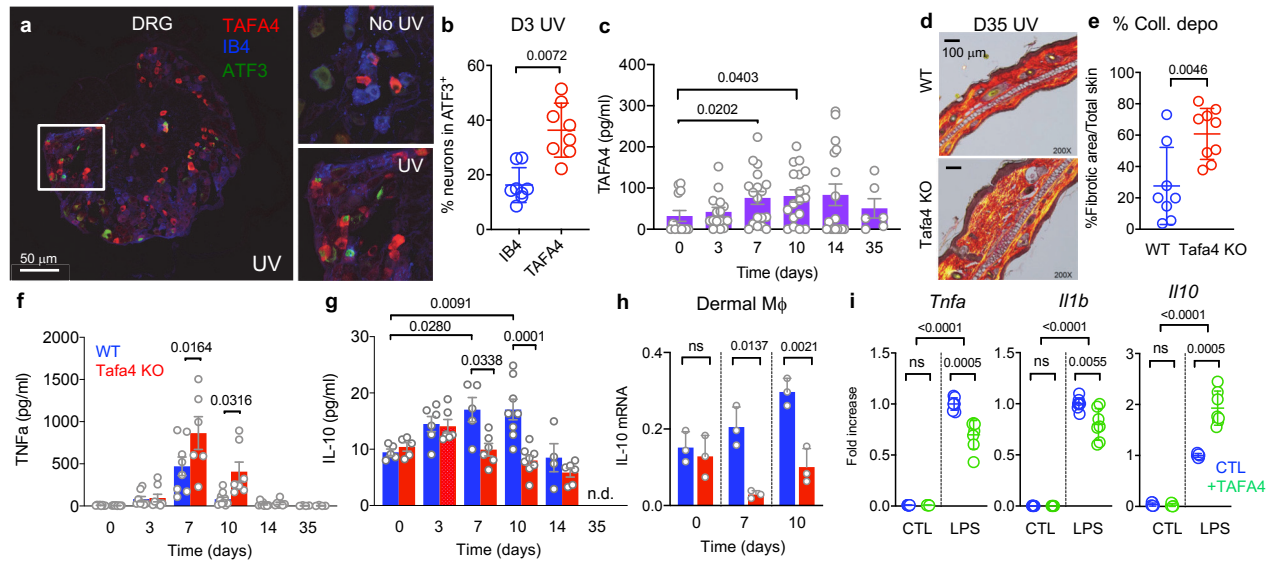 a
DRG
TAFA4
IB4
ATF3
50 μm
UV
No UV
UV
b
D3 UV
0.0072
% neurons in ATF3+
60
40
20
0
IB4
TAFA4
c
TAFA4 (pg/ml)
400
300
200
100
0
0.0403
0.0202
0 3 7 10 14 35
Time (days)
d
D35 UV
WT
100 μm
200X
Tafa4 KO
200X
e
% Coll. depo
%Fibrotic area/Total skin
100
80
60
40
20
0
0.0046
WT Tafa4 KO
f
TNFa (pg/ml)
2000
1500
1000
500
0
WT
Tafa4 KO
0.0164
0.0316
0 3 7 10 14 35
Time (days)
g
IL-10 (pg/ml)
30
20
10
0
0.0091
0.0280
0.0001
0.0338
n.d.
0 3 7 10 14 35
Time (days)
h
Dermal Mϕ
IL-10 mRNA
0.4
0.2
0.0
ns 0.0137 0.0021
0 7 10
Time (days)
i
Tnfa
<0.0001
ns
0.0005
Fold increase
1.5
1.0
0.5
0.0
CTL LPS
Il1b
<0.0001
ns
0.0055
1.5
1.0
0.5
0.0
CTL LPS
Il10
<0.0001
ns
0.0005
3
2
1
0
CTL
+TAFA4
CTL LPS